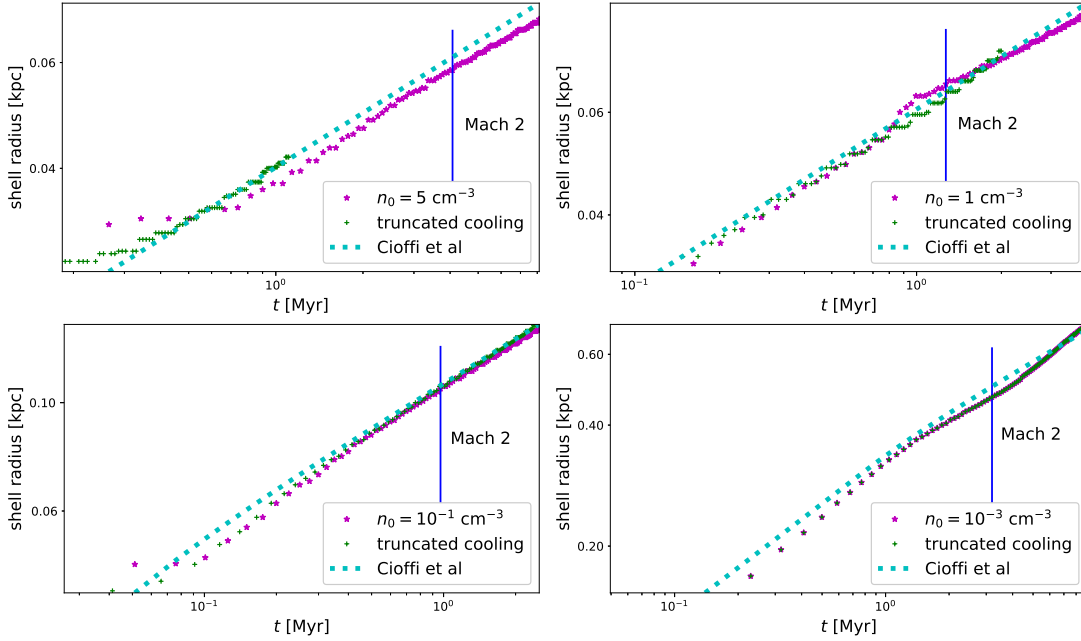 shell radius [kpc]
0.06
0.04
Mach 2
n₀ = 5 cm⁻³
truncated cooling
Cioffi et al
10⁰
t [Myr]
shell radius [kpc]
0.06
0.04
Mach 2
n₀ = 1 cm⁻³
truncated cooling
Cioffi et al
10⁻¹
10⁰
t [Myr]
shell radius [kpc]
0.10
0.06
Mach 2
n₀ = 10⁻¹ cm⁻³
truncated cooling
Cioffi et al
10⁻¹
10⁰
t [Myr]
shell radius [kpc]
0.60
0.40
0.20
Mach 2
n₀ = 10⁻³ cm⁻³
truncated cooling
Cioffi et al
10⁻¹
10⁰
t [Myr]